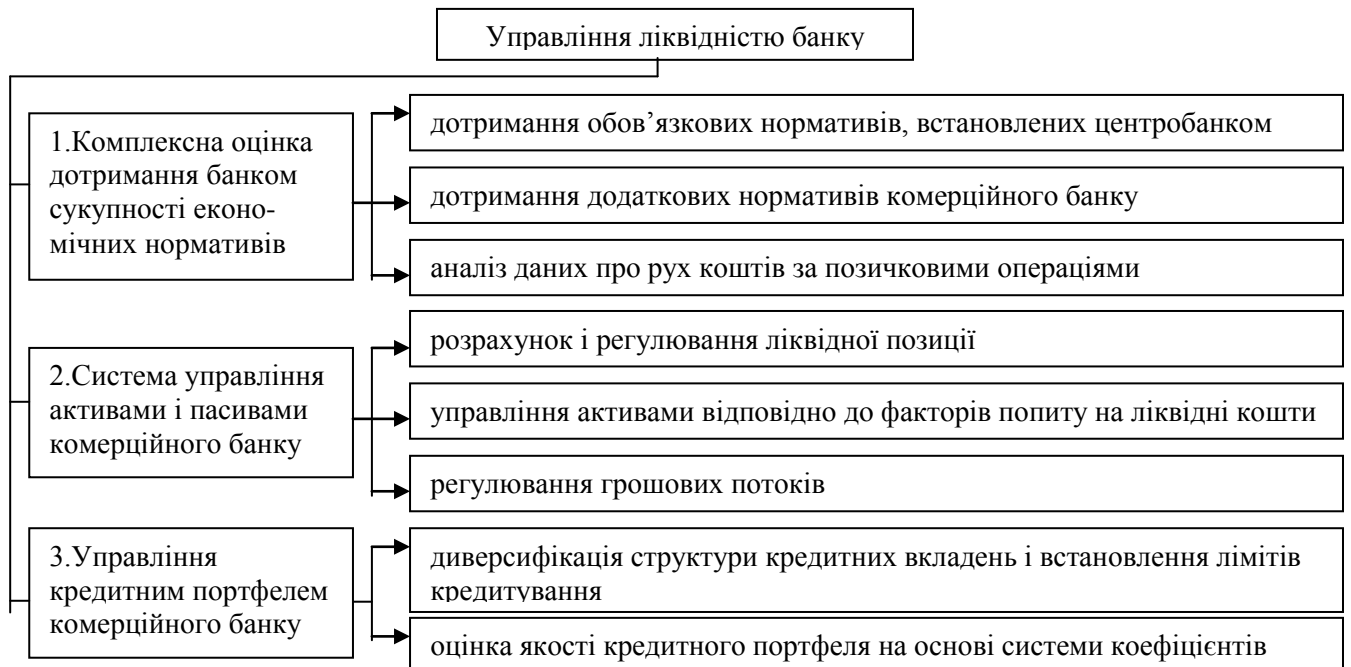 Управління ліквідністю банку
1.Комплексна оцінка
дотримання банком
сукупності еконо-
мічних нормативів
дотримання обов’язкових нормативів, встановлених центробанком
дотримання додаткових нормативів комерційного банку
аналіз даних про рух коштів за позичковими операціями
2.Система управління
активами і пасивами
комерційного банку
розрахунок і регулювання ліквідної позиції
управління активами відповідно до факторів попиту на ліквідні кошти
регулювання грошових потоків
3.Управління
кредитним портфелем
комерційного банку
диверсифікація структури кредитних вкладень і встановлення лімітів
кредитування
оцінка якості кредитного портфеля на основі системи коефіцієнтів